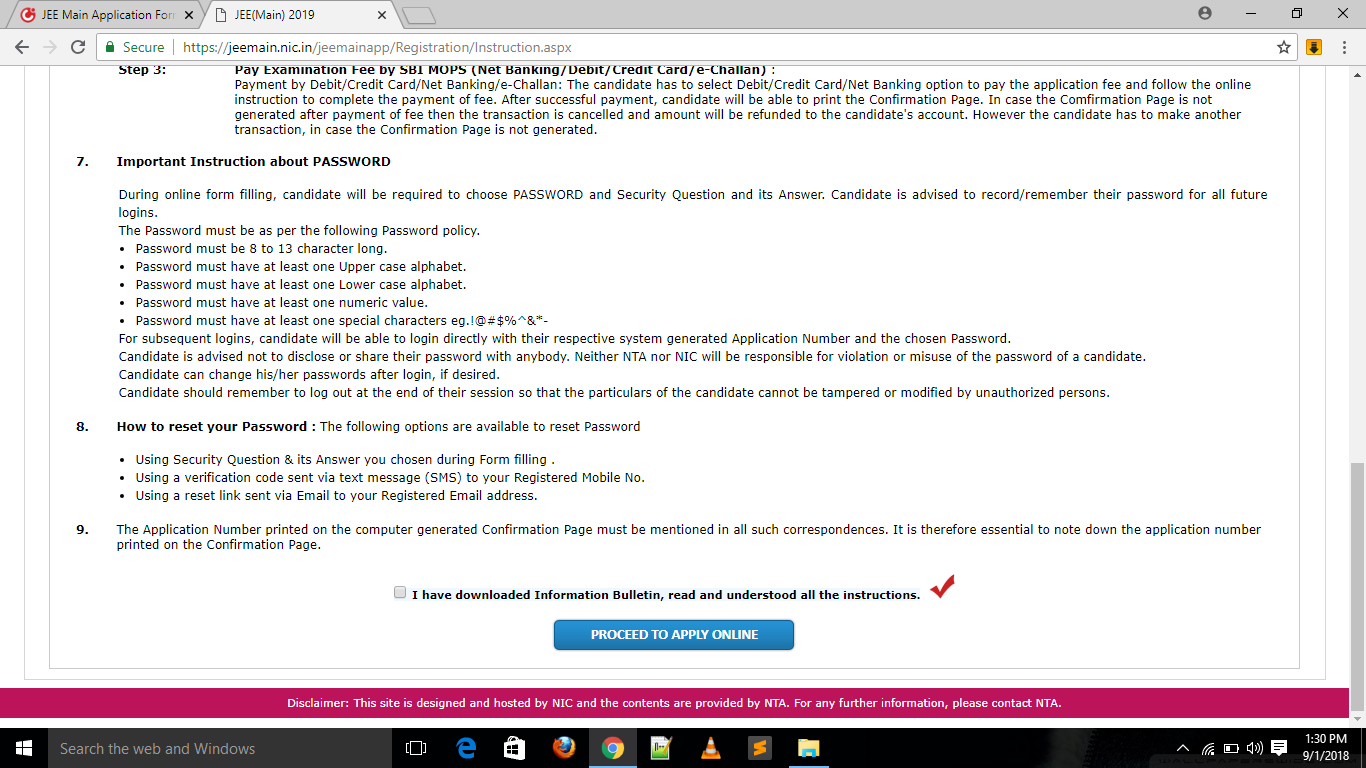 JEE Main Application For
JEE(Main) 2019
Secure
https://jeemain.nic.in/jeemainapp/Registration/Instruction.aspx
Step 3: Pay Examination Fee by SBI MOPS (Net Banking/Debit/Credit Card/e-Challan) :
Payment by Debit/Credit Card/Net Banking/e-Challan: The candidate has to select Debit/Credit Card/Net Banking option to pay the application fee and follow the online
instruction to complete the payment of fee. After successful payment, candidate will be able to print the Confirmation Page. In case the Comfirmation Page is not
generated after payment of fee then the transaction is cancelled and amount will be refunded to the candidate's account. However the candidate has to make another
transaction, in case the Confirmation Page is not generated.
7. Important Instruction about PASSWORD
During online form filling, candidate will be required to choose PASSWORD and Security Question and its Answer. Candidate is advised to record/remember their password for all future
logins.
The Password must be as per the following Password policy.
• Password must be 8 to 13 character long.
• Password must have at least one Upper case alphabet.
• Password must have at least one Lower case alphabet.
• Password must have at least one numeric value.
• Password must have at least one special characters eg.!@#$%^&*-
For subsequent logins, candidate will be able to login directly with their respective system generated Application Number and the chosen Password.
Candidate is advised not to disclose or share their password with anybody. Neither NTA nor NIC will be responsible for violation or misuse of the password of a candidate.
Candidate can change his/her passwords after login, if desired.
Candidate should remember to log out at the end of their session so that the particulars of the candidate cannot be tampered or modified by unauthorized persons.
8. How to reset your Password : The following options are available to reset Password
• Using Security Question & its Answer you chosen during Form filling .
• Using a verification code sent via text message (SMS) to your Registered Mobile No.
• Using a reset link sent via Email to your Registered Email address.
9. The Application Number printed on the computer generated Confirmation Page must be mentioned in all such correspondences. It is therefore essential to note down the application number
printed on the Confirmation Page.
I have downloaded Information Bulletin, read and understood all the instructions.
PROCEED TO APPLY ONLINE
Disclaimer: This site is designed and hosted by NIC and the contents are provided by NTA. For any further information, please contact NTA.
Search the web and Windows
1:30 PM
9/1/2018